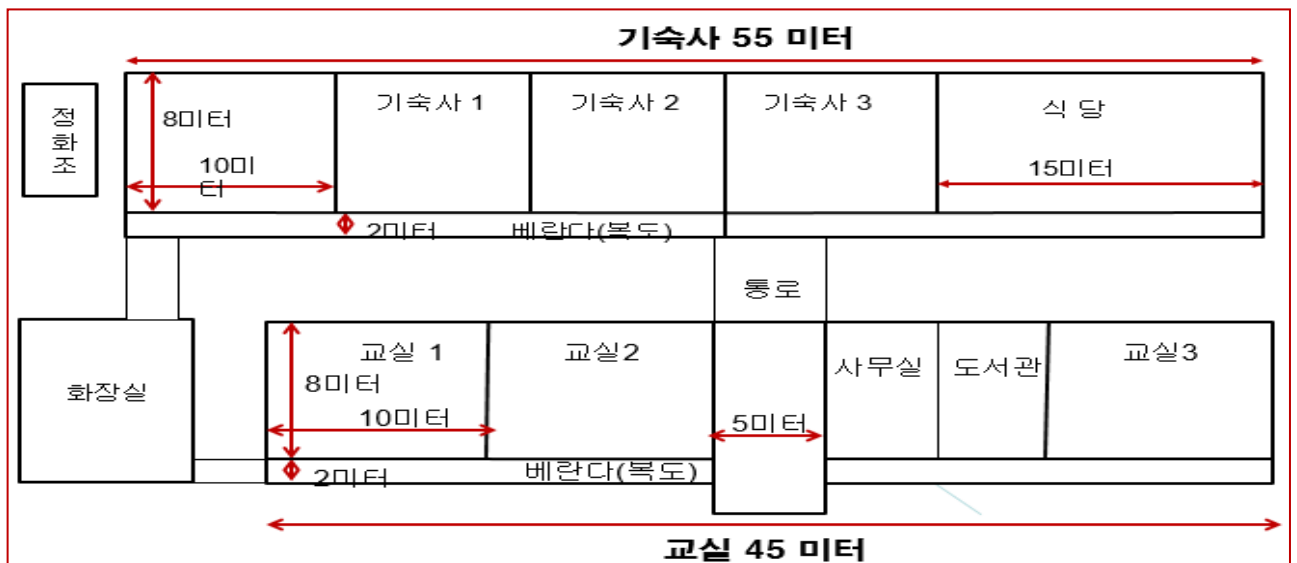 기숙사 55 미터
정
화
조
8미터
10미
터
기숙사 1
기숙사 2
기숙사 3
식 당
15미터
2미터
베란다(복도)
통로
화장실
교실 1
8미터
10미터
교실2
5미터
사무실
도서관
교실3
2미터
베란다(복도)
교실 45 미터